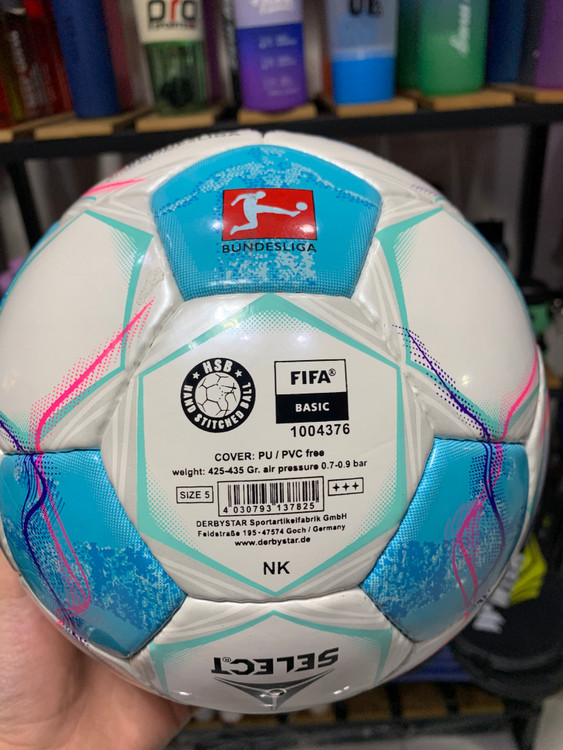 pro
BUNDESLIGA
HSB
HAND STITCHED BALL
FIFA®
BASIC
1004376
COVER: PU / PVC free
weight: 425-435 Gr. air pressure 0.7-0.9 bar
SIZE 5
4 030793 137825
+++
DERBYSTAR Sportartikelfabrik GmbH
Feldstraße 195 - 47574 Goch / Germany
www.derbystar.de
NK
SELECT®